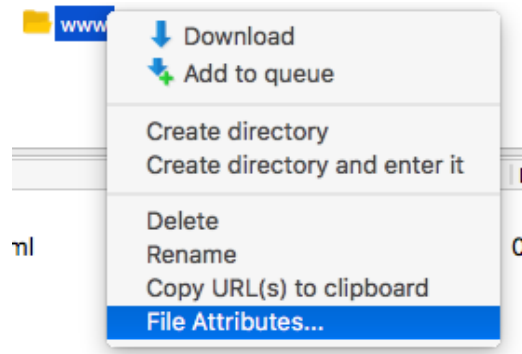 www
Download
Add to queue
Create directory
Create directory and enter it
Delete
ml
Rename
Copy URL(s) to clipboard
File Attributes...